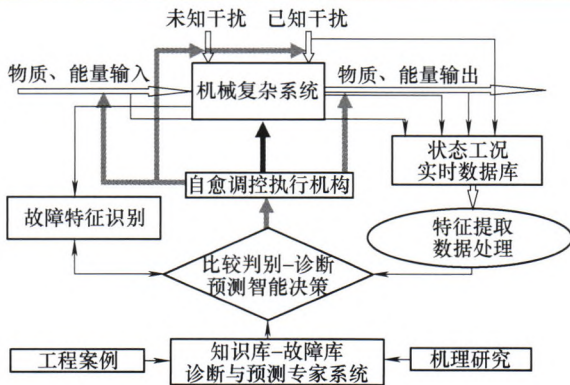 未知干扰 已知干扰
物质、能量输入 机械复杂系统 物质、能量输出
状态工况
实时数据库
自愈调控执行机构
故障特征识别
特征提取
数据处理
比较判别-诊断
预测智能决策
知识库-故障库
诊断与预测专家系统
工程案例
机理研究